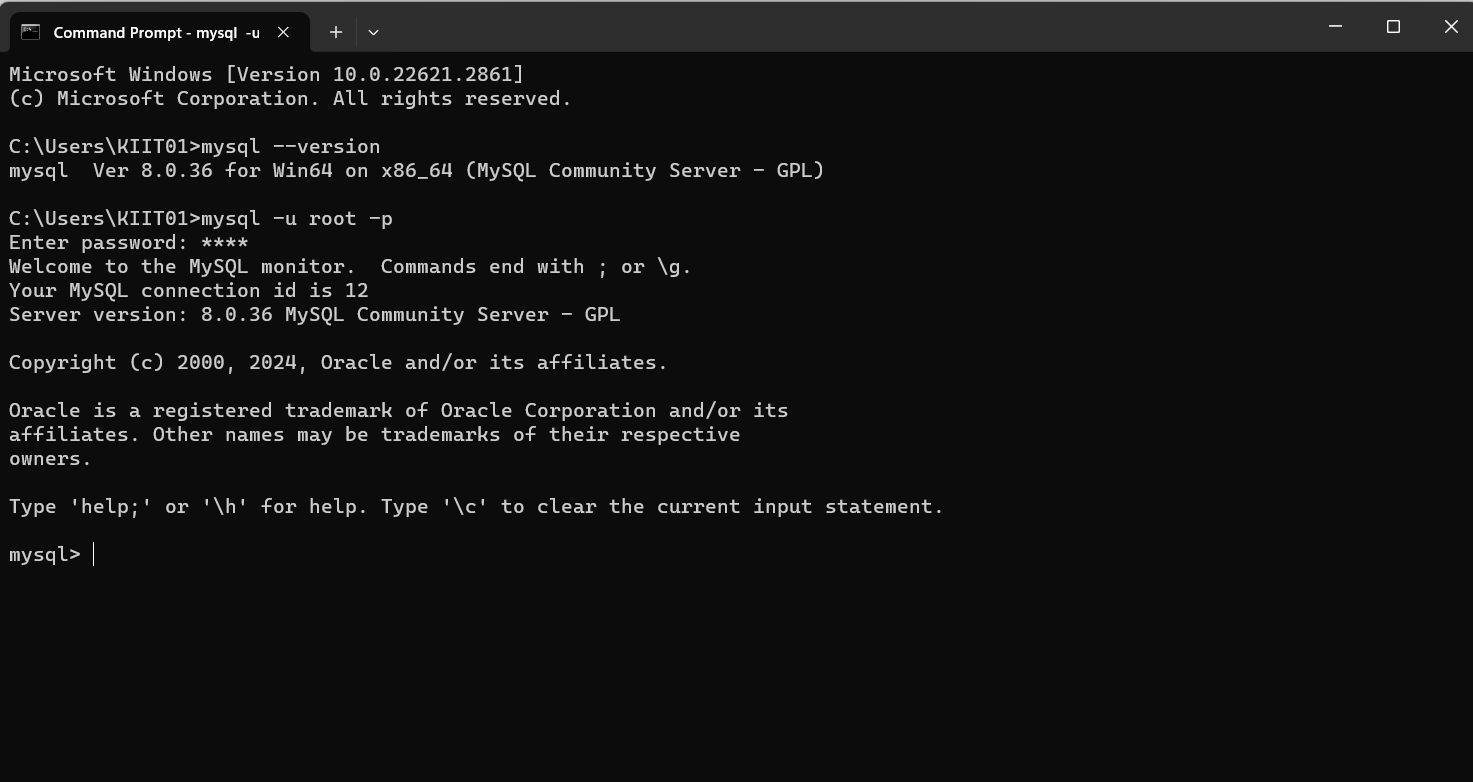 Command Prompt - mysql  -u
Microsoft Windows [Version 10.0.22621.2861]
(c) Microsoft Corporation. All rights reserved.
C:\Users\KIIT01>mysql --version
mysql  Ver 8.0.36 for Win64 on x86_64 (MySQL Community Server - GPL)
C:\Users\KIIT01>mysql -u root -p
Enter password: ****
Welcome to the MySQL monitor.  Commands end with ; or \g.
Your MySQL connection id is 12
Server version: 8.0.36 MySQL Community Server - GPL
Copyright (c) 2000, 2024, Oracle and/or its affiliates.
Oracle is a registered trademark of Oracle Corporation and/or its
affiliates. Other names may be trademarks of their respective
owners.
Type 'help;' or '\h' for help. Type '\c' to clear the current input statement.
mysql>